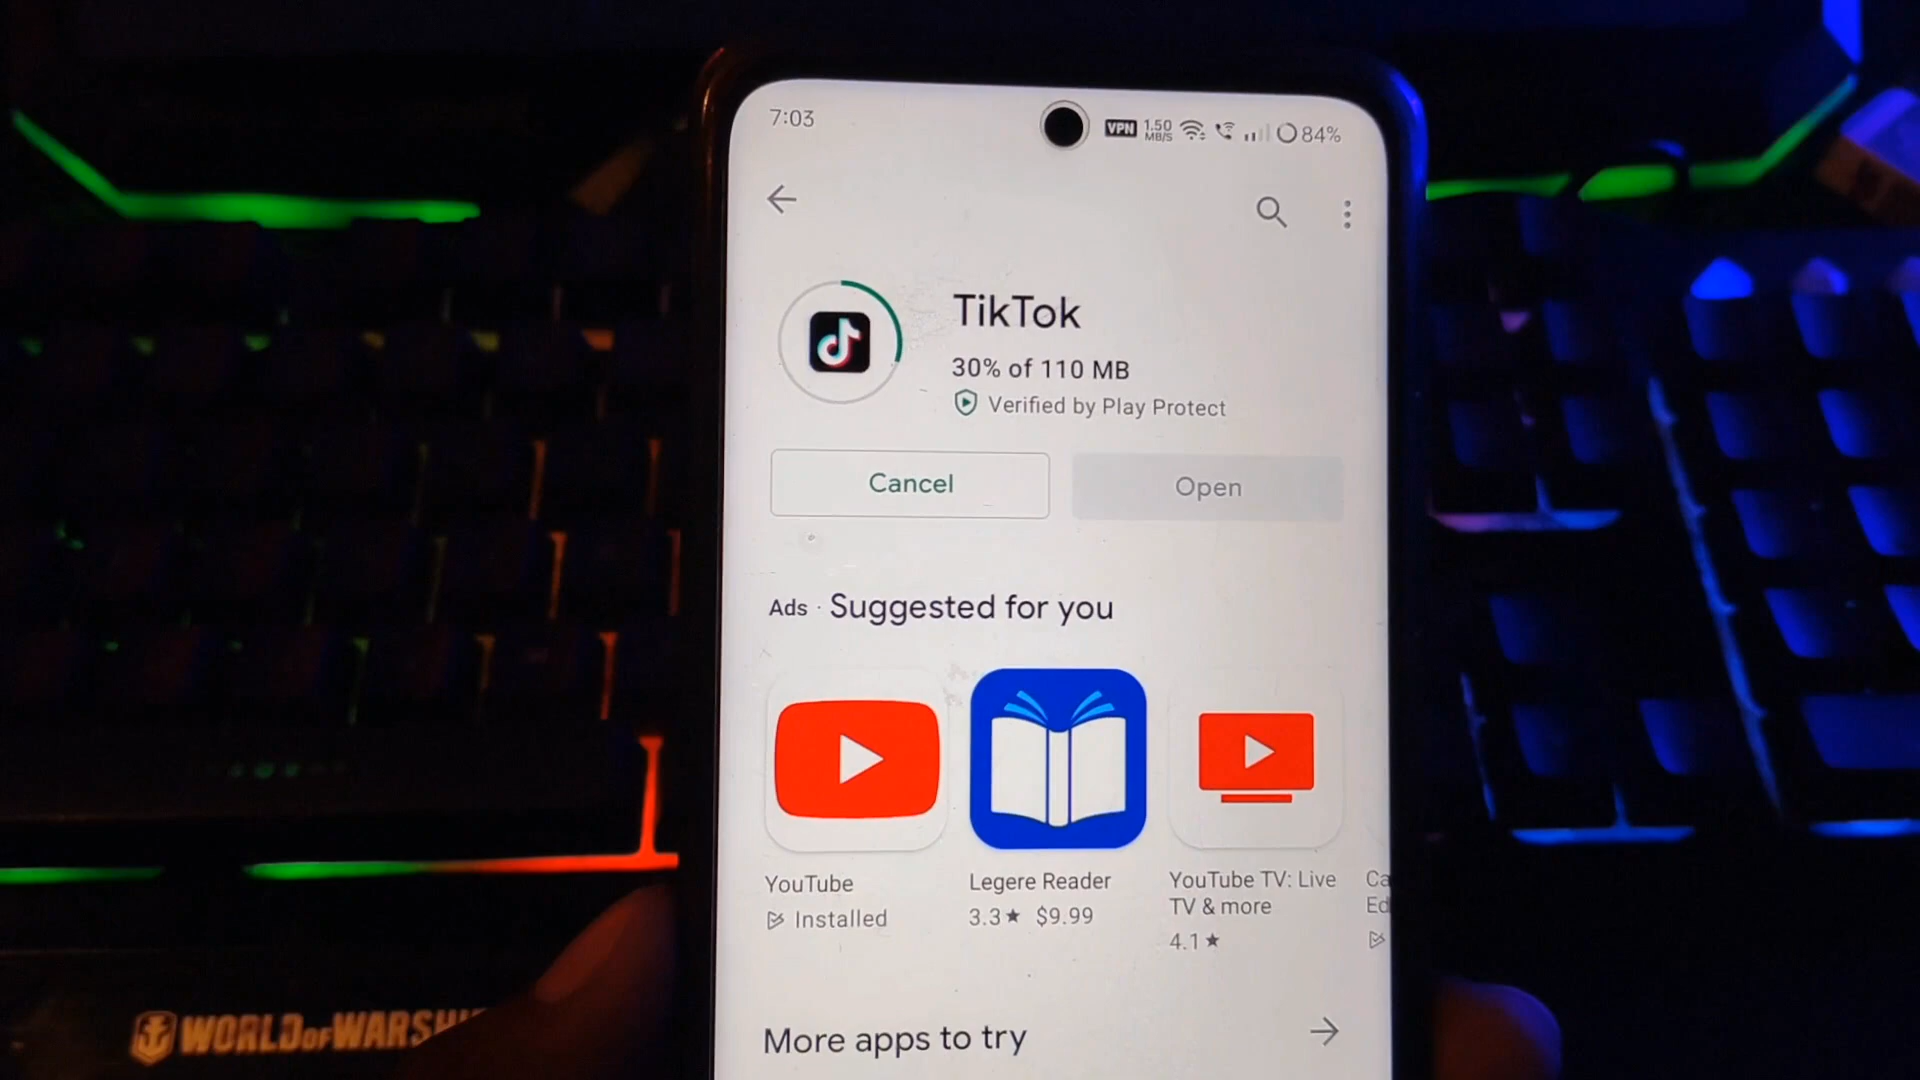 7:03
VPN 1.50 MB/S 84%
TikTok
30% of 110 MB
Verified by Play Protect
Cancel
Open
Ads · Suggested for you
YouTube
Installed
Legere Reader
3.3★ $9.99
YouTube TV: Live
TV & more
4.1★
Ca
Ed
More apps to try
WORLD OF WARSHI